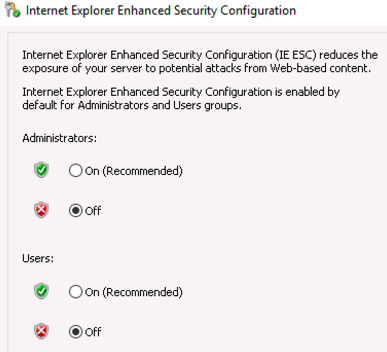 Internet Explorer Enhanced Security Configuration
Internet Explorer Enhanced Security Configuration (IE ESC) reduces the
exposure of your server to potential attacks from Web-based content.
Internet Explorer Enhanced Security Configuration is enabled by
default for Administrators and Users groups.
Administrators:
On (Recommended)
Off
Users:
On (Recommended)
Off